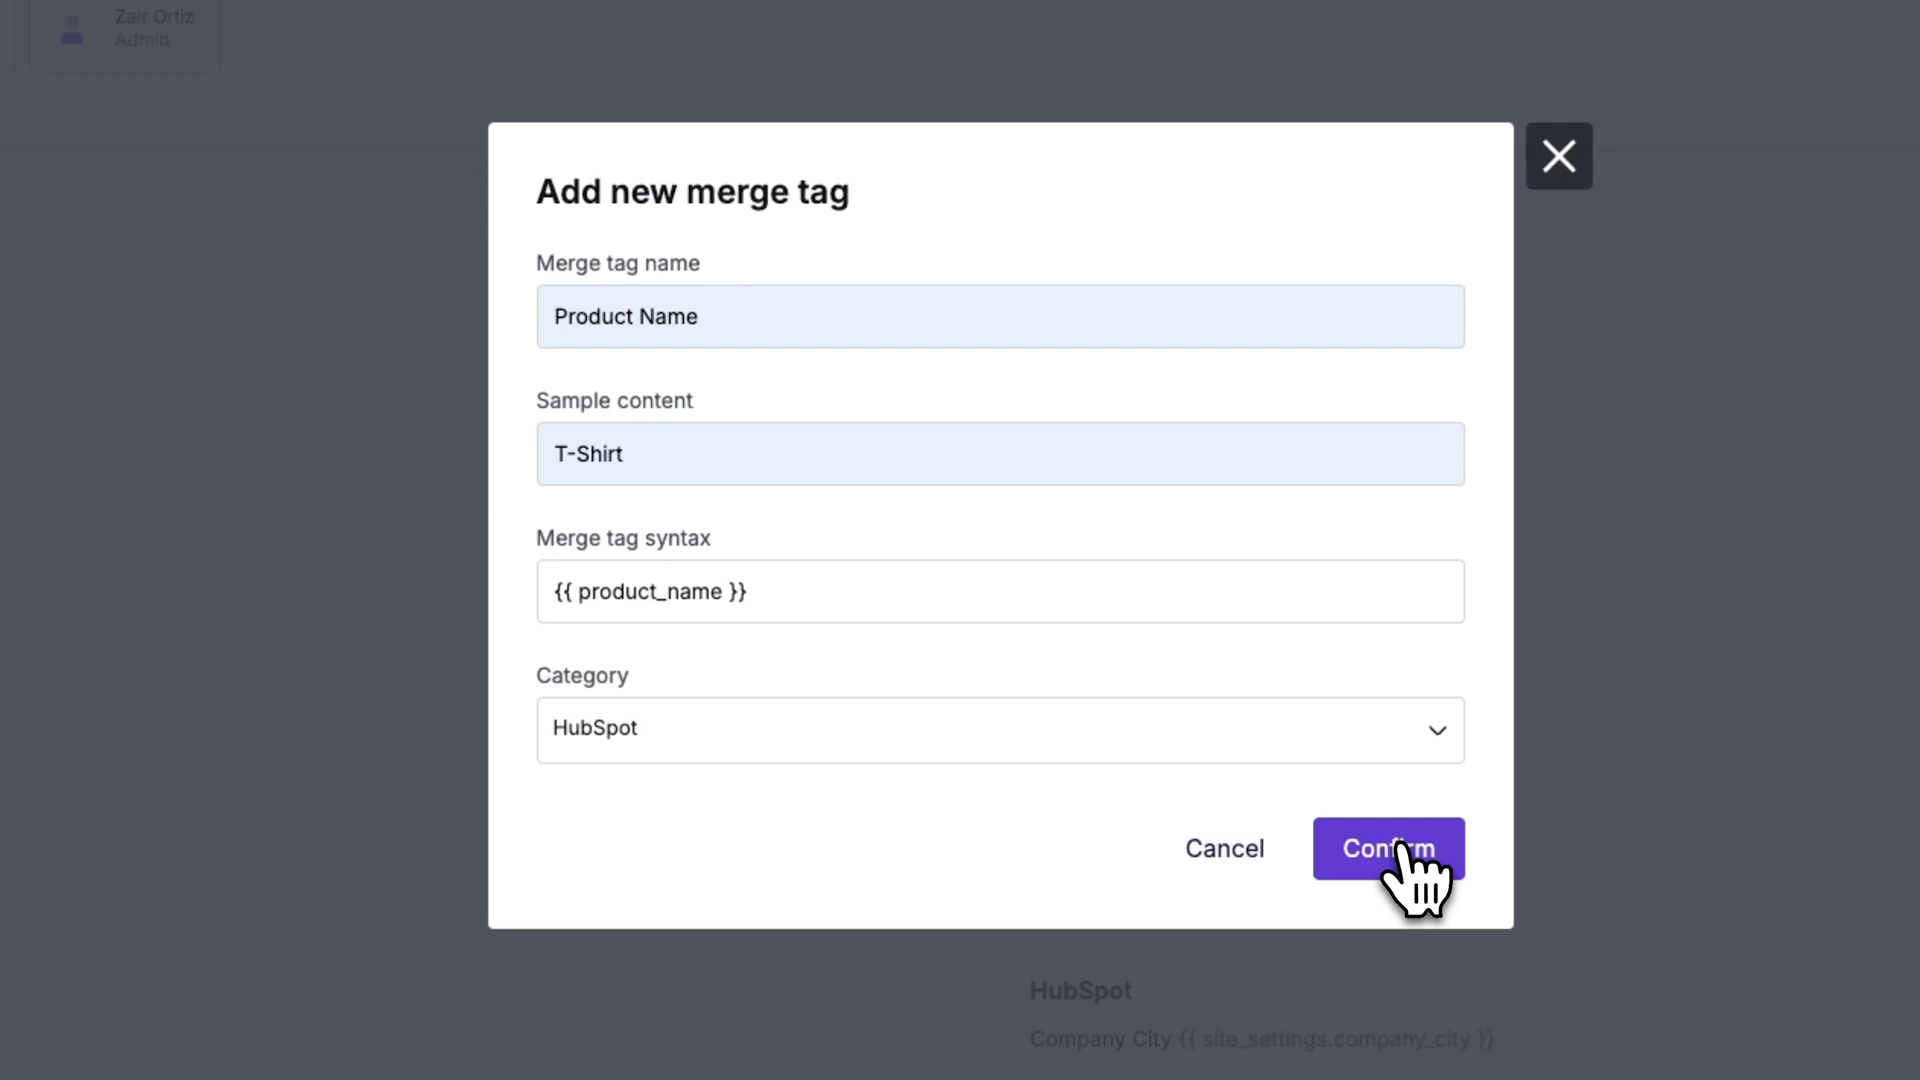 Zair Ortiz
Admin
Add new merge tag
Merge tag name
Product Name
Sample content
T-Shirt
Merge tag syntax
{{ product_name }}
Category
HubSpot
Cancel
Confirm
HubSpot
Company City {{ site_settings.company_city }}